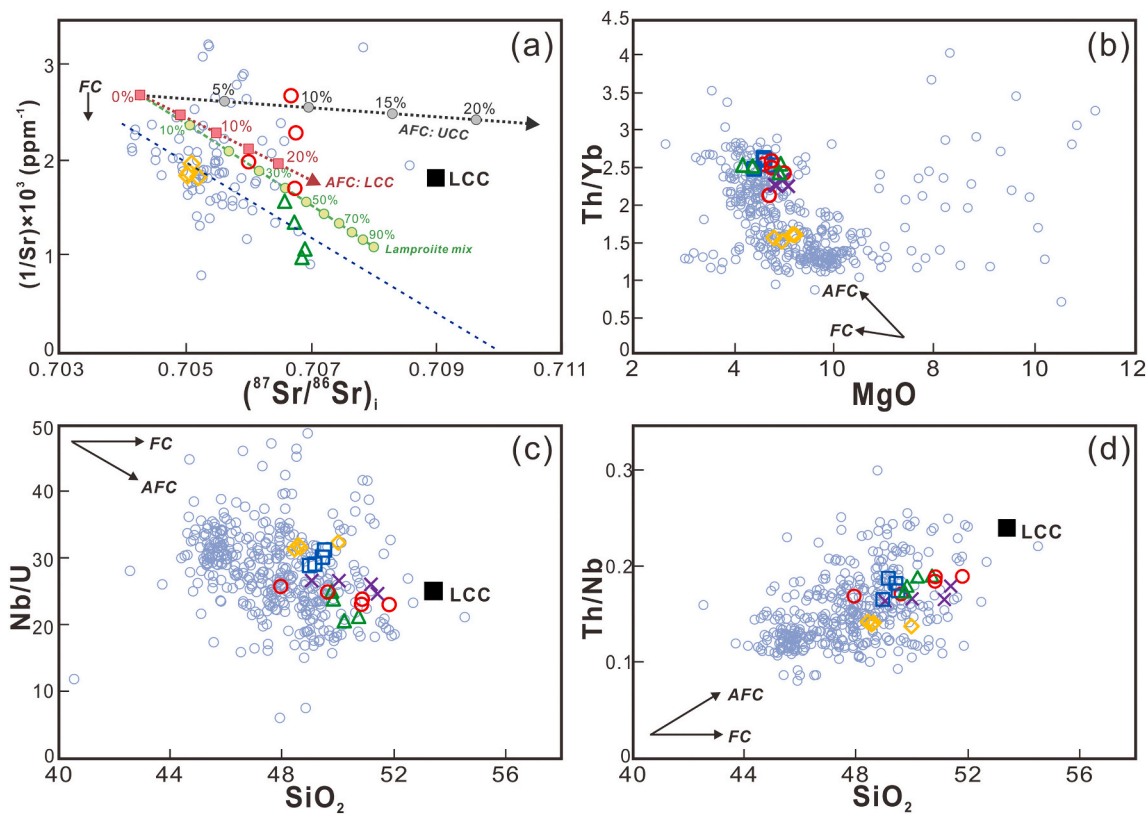 (a)
3
2
1
0
(1/Sr)×10³ (ppm⁻¹)
FC
0%
5%
10%
15%
20%
AFC: UCC
10%
20%
AFC: LCC
10%
30%
50%
70%
90%
Lamproiite mix
LCC
0.703
0.705
0.707
0.709
0.711
(⁸⁷Sr/⁸⁶Sr)ᵢ
(b)
4.5
4.0
3.5
3.0
2.5
2.0
1.5
1
0.5
0
Th/Yb
AFC
FC
2
4
10
8
10
12
MgO
(c)
50
40
30
20
10
0
Nb/U
FC
AFC
LCC
40
44
48
52
56
SiO₂
(d)
0.3
0.2
0.1
0
Th/Nb
LCC
AFC
FC
40
44
48
52
56
SiO₂